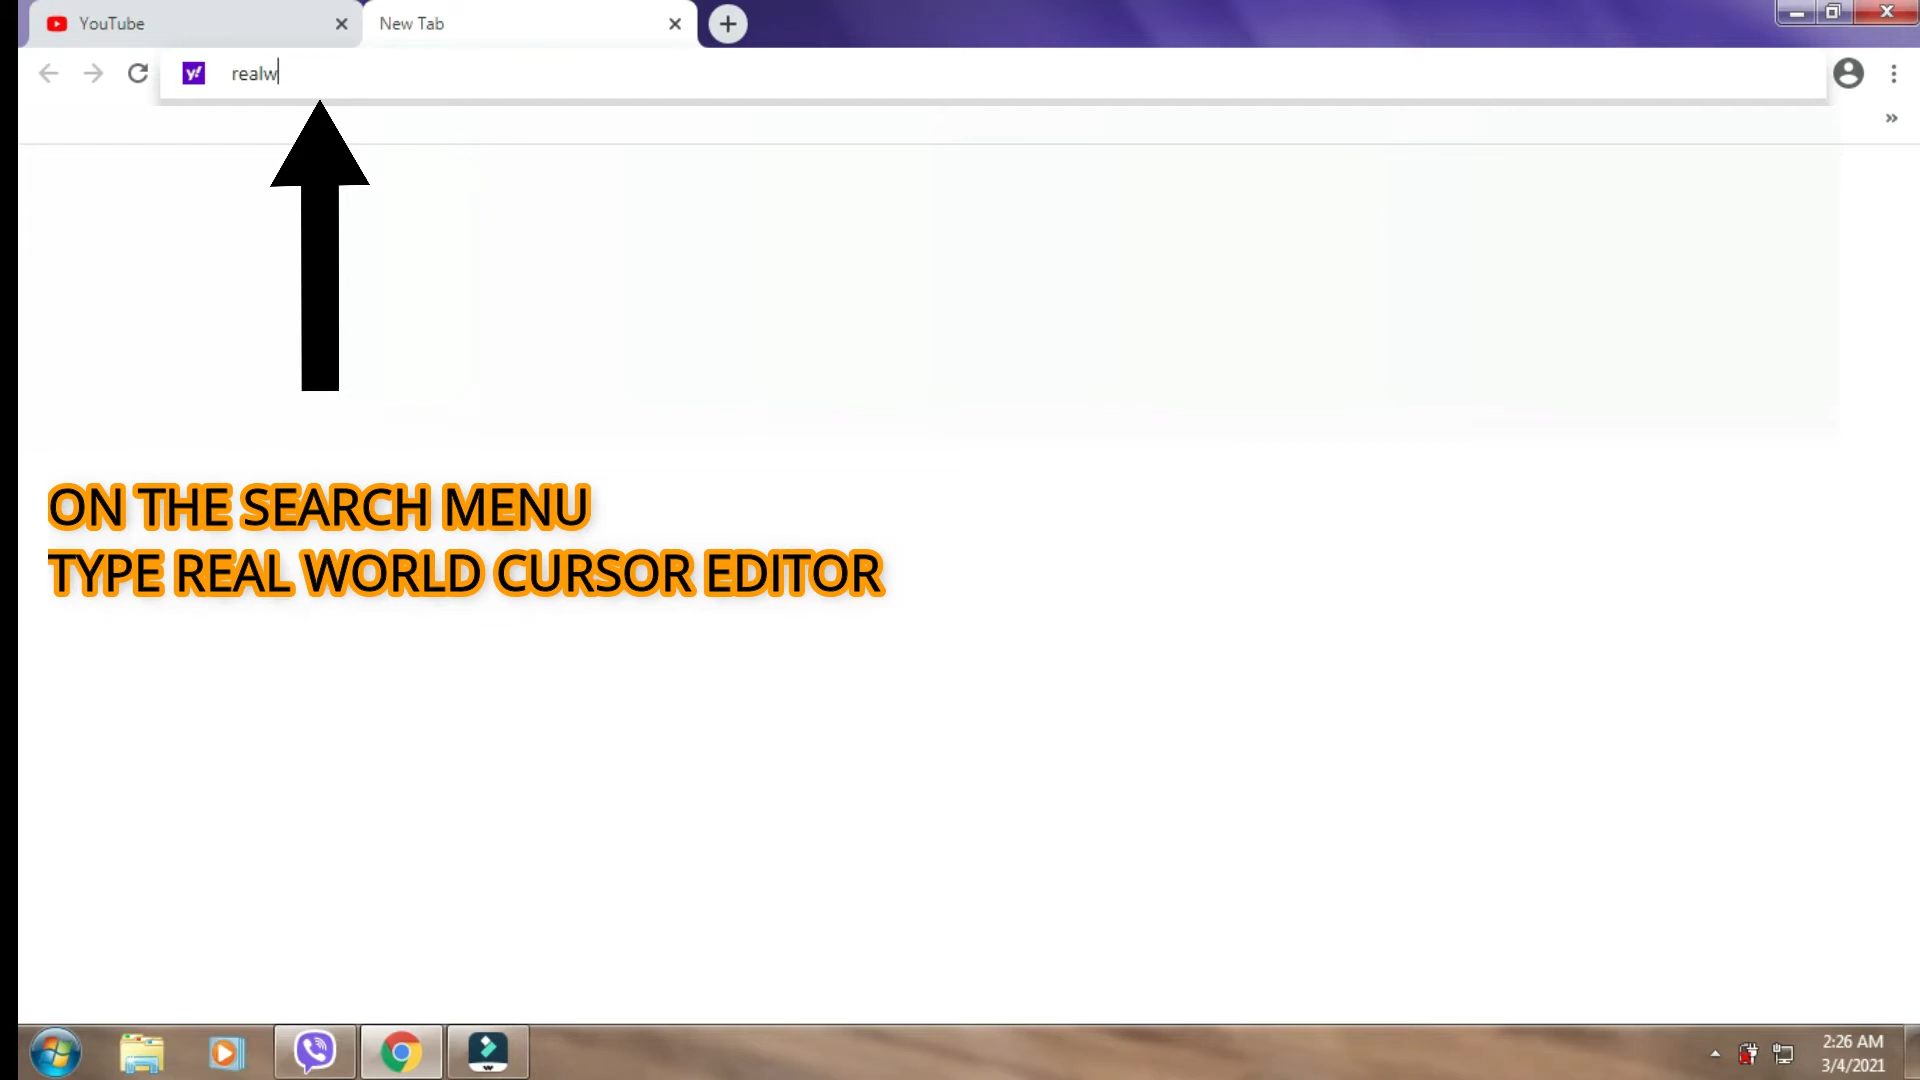 YouTube
New Tab
y!
realw
»
ON THE SEARCH MENU
TYPE REAL WORLD CURSOR EDITOR
w
2:26 AM
3/4/2021